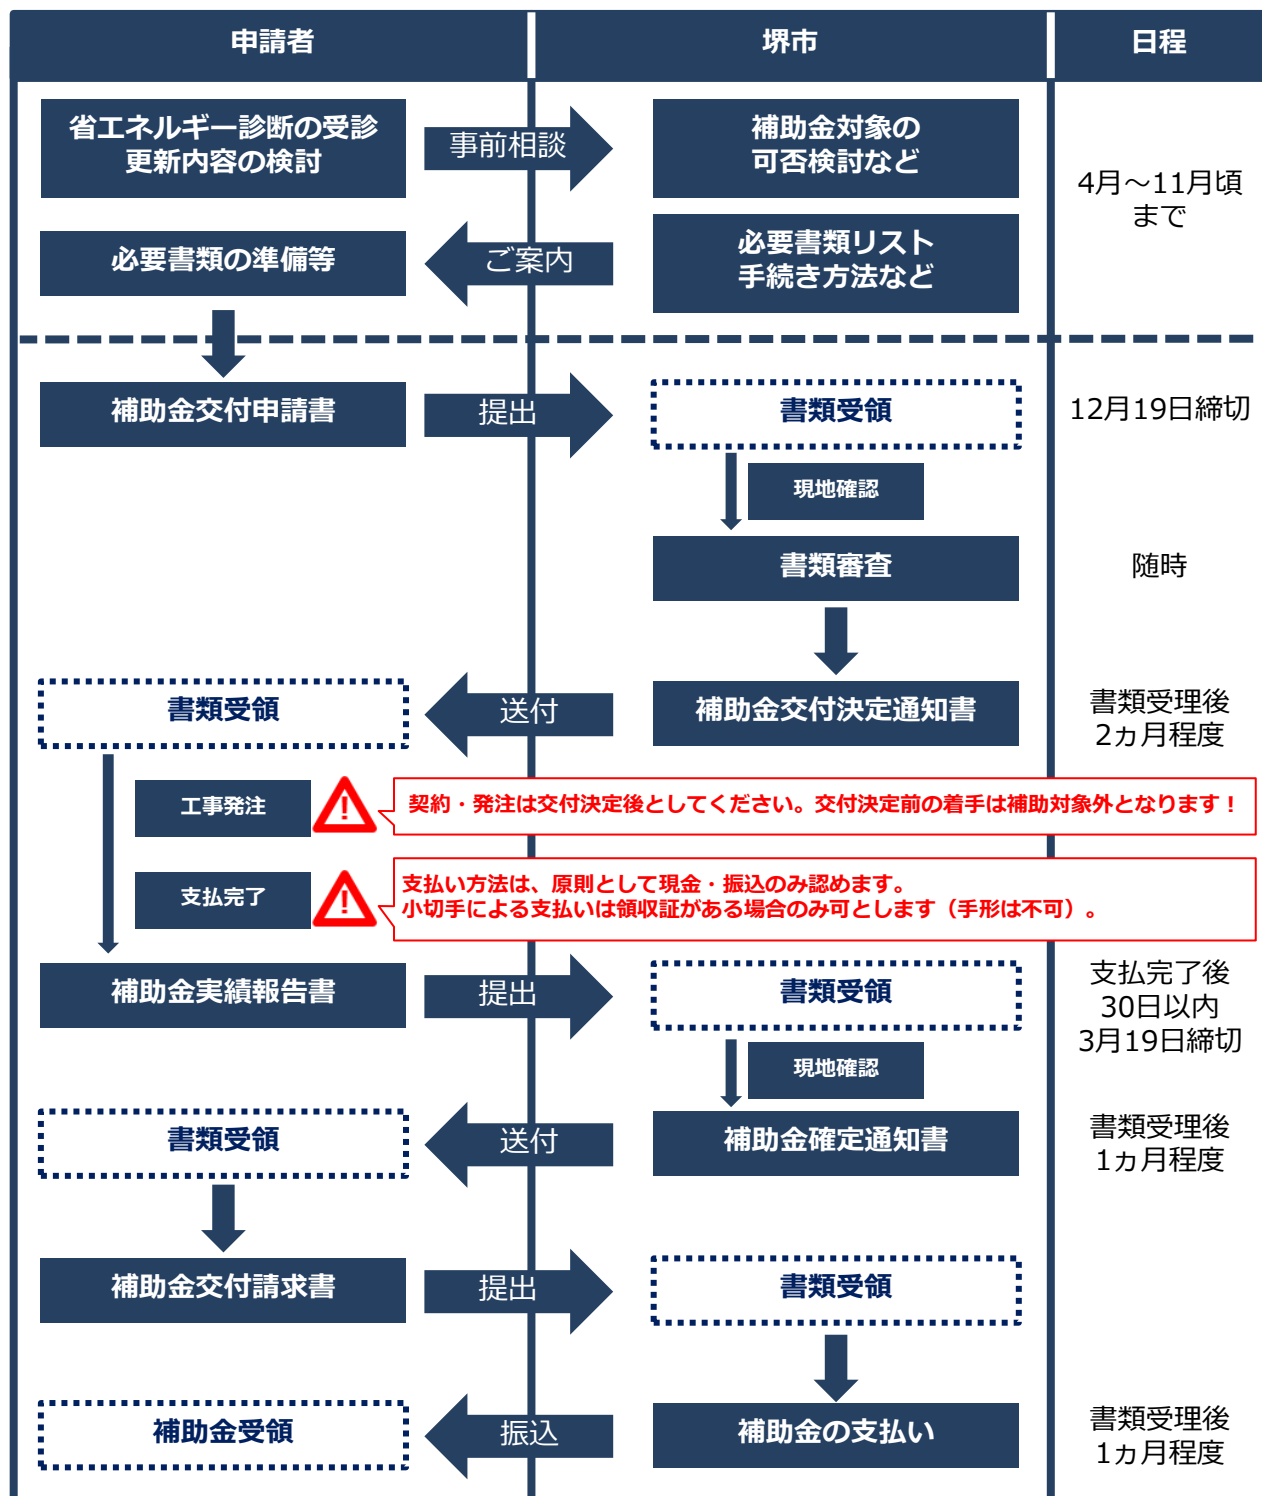 申請者
堺市
日程
省エネルギー診断の受診
更新内容の検討
事前相談
補助金対象の
可否検討など
4月～11月頃
まで
必要書類の準備等
ご案内
必要書類リスト
手続き方法など
補助金交付申請書
提出
書類受領
12月19日締切
現地確認
書類審査
随時
書類受領
送付
補助金交付決定通知書
書類受理後
2ヵ月程度
工事発注
契約・発注は交付決定後としてください。交付決定前の着手は補助対象外となります！
支払完了
支払い方法は、原則として現金・振込のみ認めます。
小切手による支払いは領収証がある場合のみ可とします（手形は不可）。
補助金実績報告書
提出
書類受領
支払完了後
30日以内
3月19日締切
現地確認
書類受領
送付
補助金確定通知書
書類受理後
1ヵ月程度
補助金交付請求書
提出
書類受領
補助金受領
振込
補助金の支払い
書類受理後
1ヵ月程度